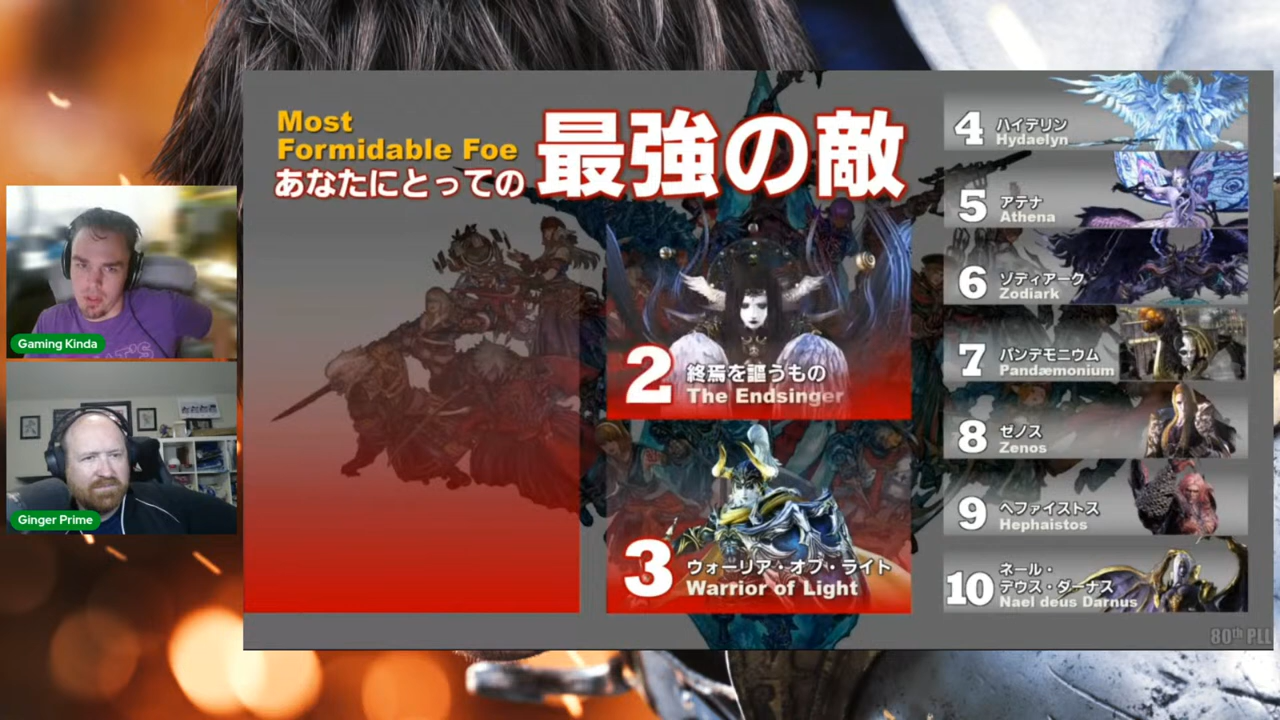 Most
Formidable Foe
あなたにとっての
最強の敵
2
終焉を謳うもの
The Endsinger
3
ウォーリア・オブ・ライト
Warrior of Light
4
ハイデリン
Hydaelyn
5
アテナ
Athena
6
ゾディアーク
Zodiark
7
パンデモニウム
Pandæmonium
8
ゼノス
Zenos
9
ヘファイストス
Hephaistos
10
ネール・
デウス・ダーナス
Nael deus Darnus
80th PLL
Gaming Kinda
Ginger Prime